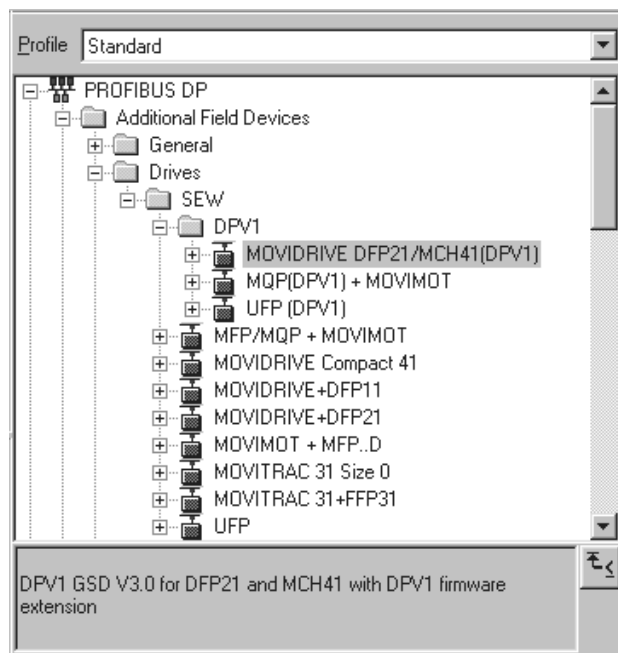 Profile Standard
PROFIBUS DP
Additional Field Devices
General
Drives
SEW
DPV1
MOVIDRIVE DFP21/MCH41(DPV1)
MQP(DPV1) + MOVIMOT
UFP (DPV1)
MFP/MQP + MOVIMOT
MOVIDRIVE Compact 41
MOVIDRIVE+DFP11
MOVIDRIVE+DFP21
MOVIMOT + MFP..D
MOVITRAC 31 Size 0
MOVITRAC 31+FFP31
UFP
DPV1 GSD V3.0 for DFP21 and MCH41 with DPV1 firmware
extension